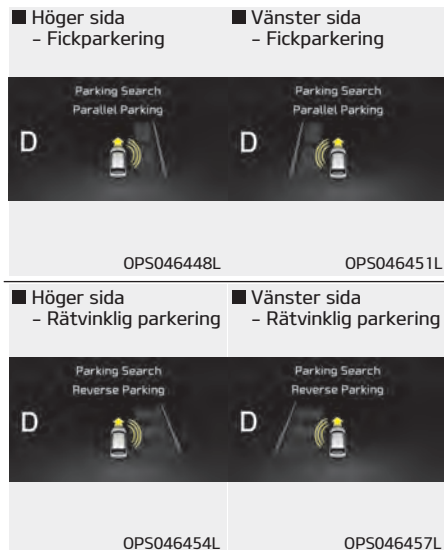 ■ Höger sida
– Fickparkering
Parking Search
Parallel Parking
D
OPS046448L
■ Vänster sida
– Fickparkering
Parking Search
Parallel Parking
D
OPS046451L
■ Höger sida
– Rätvinklig parkering
Parking Search
Reverse Parking
D
OPS046454L
■ Vänster sida
– Rätvinklig parkering
Parking Search
Reverse Parking
D
OPS046457L